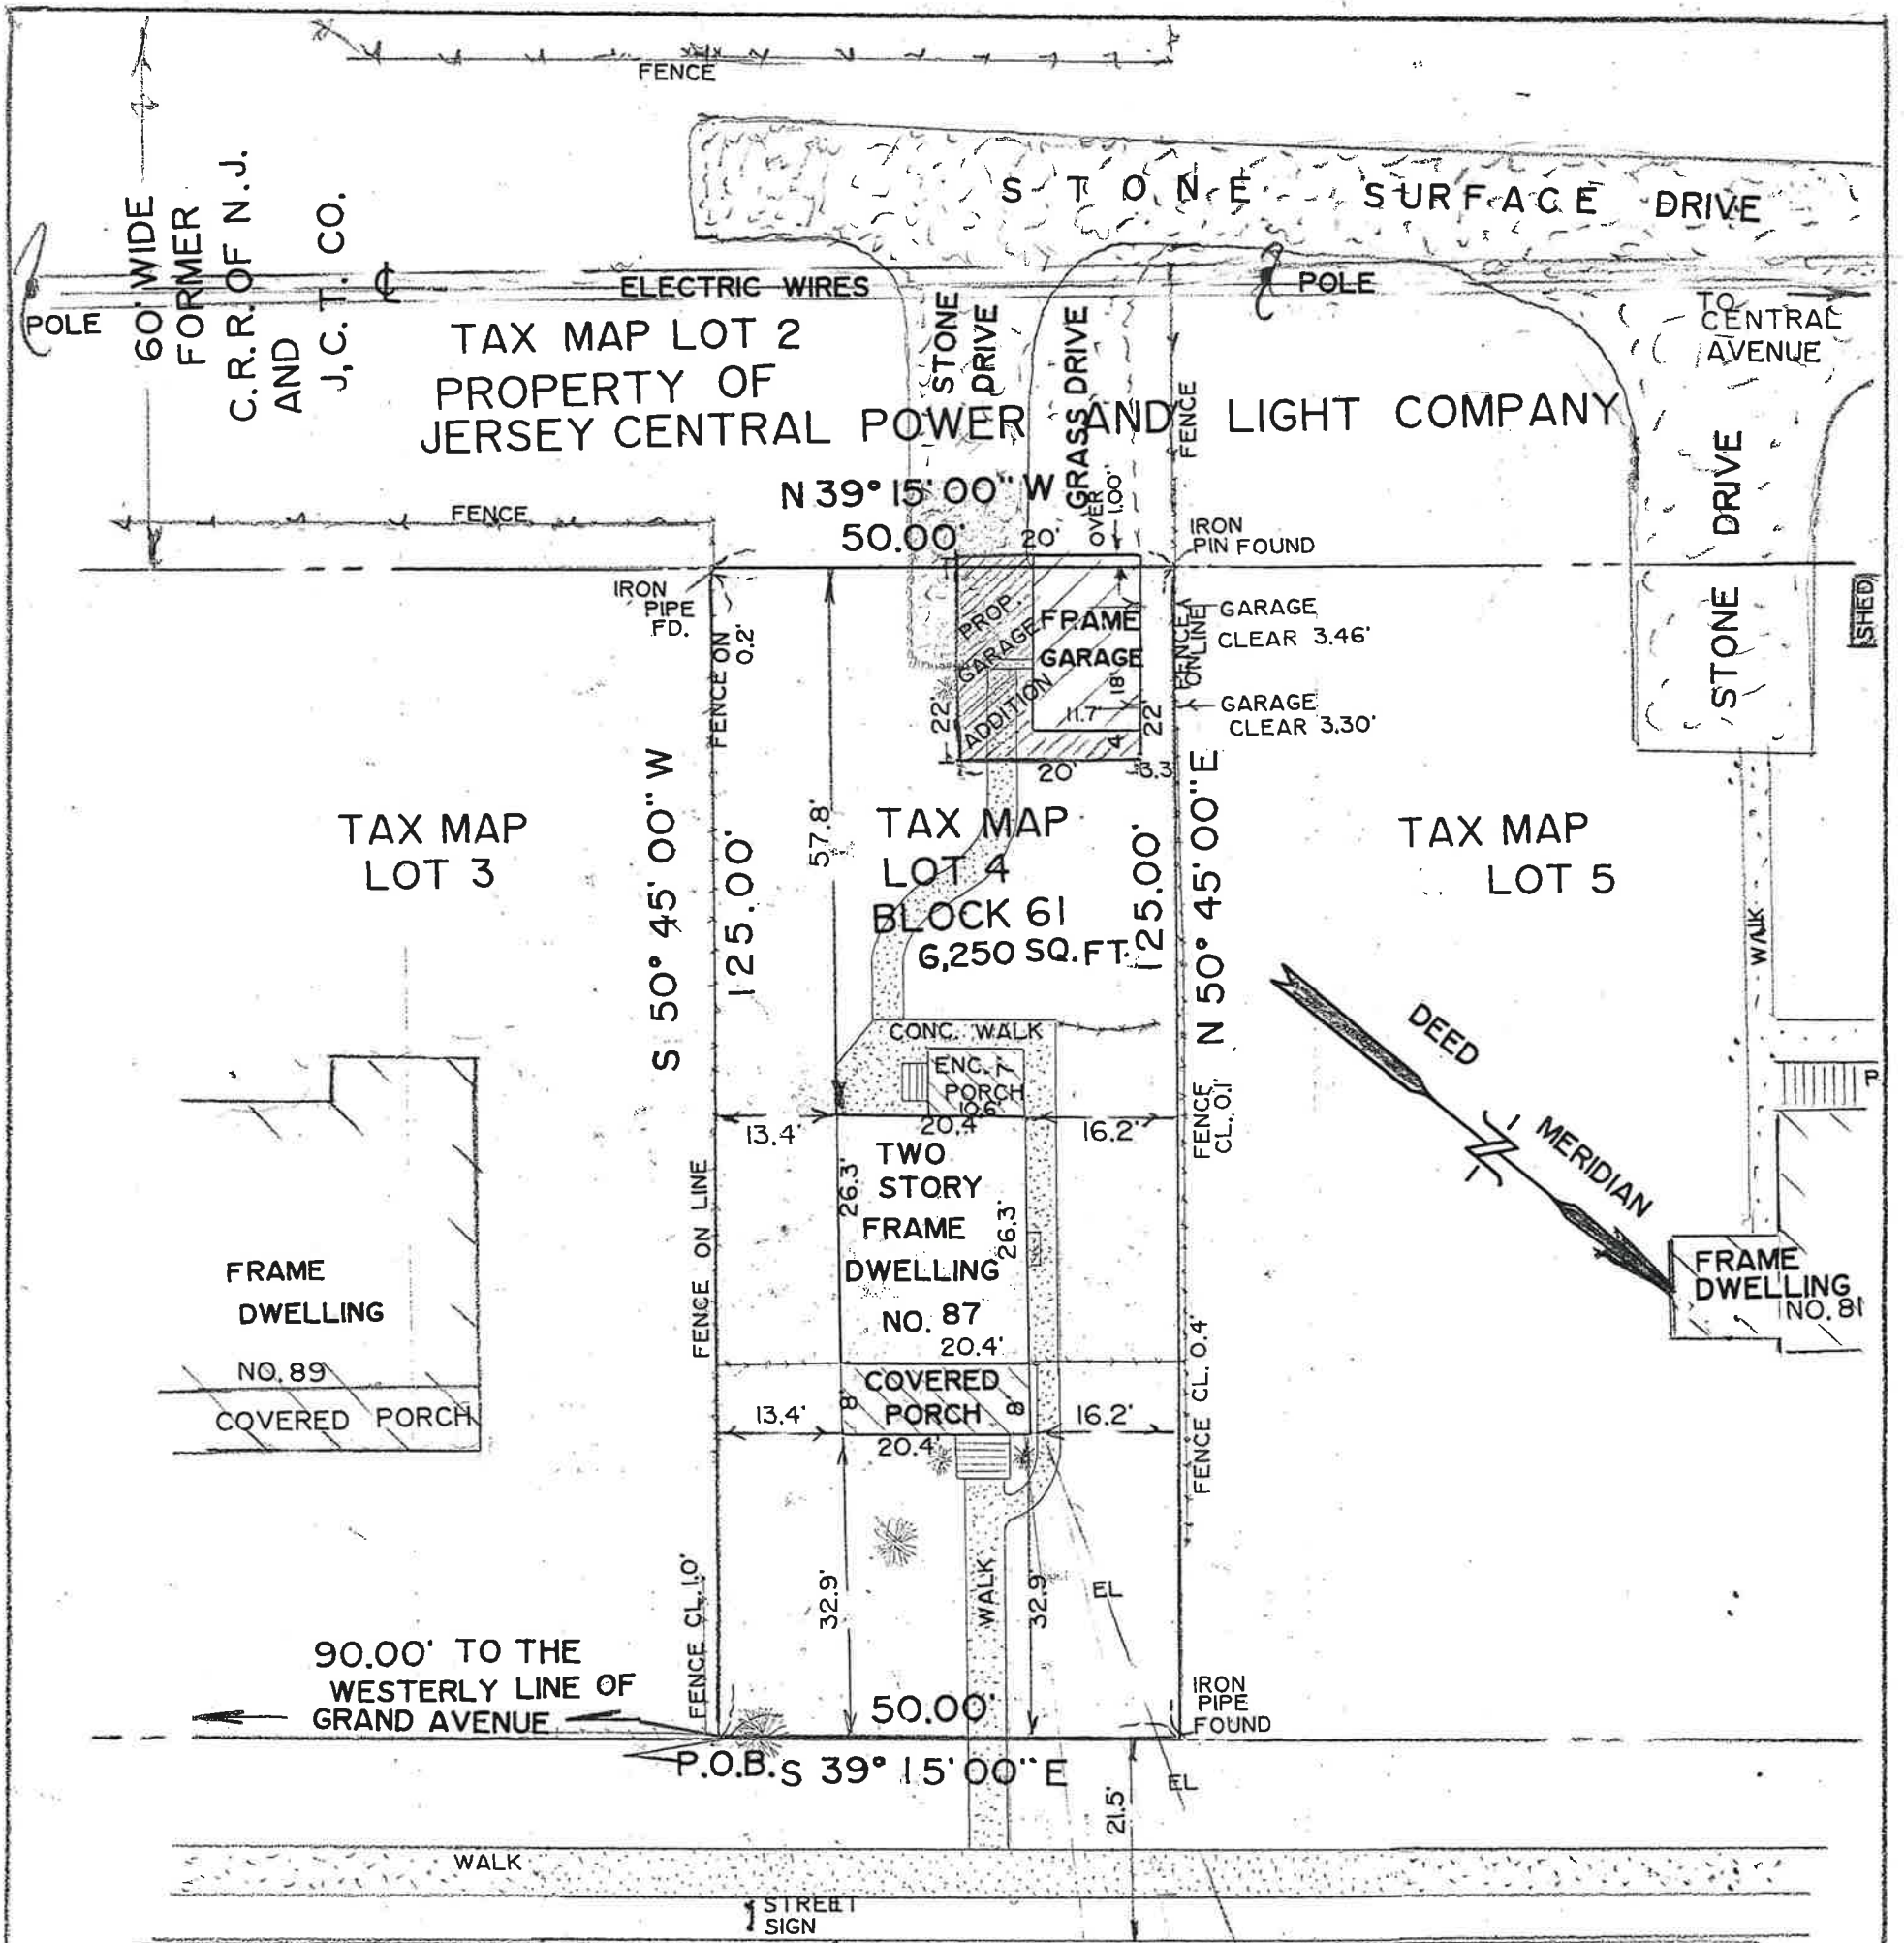 FENCE
STONE SURFACE DRIVE
60' WIDE
FORMER
C.R.R. OF N.J.
AND
J.C.T. CO.
℄
POLE
ELECTRIC WIRES
POLE
TO
CENTRAL
AVENUE
STONE
DRIVE
GRASS DRIVE
FENCE
TAX MAP LOT 2
PROPERTY OF
JERSEY CENTRAL POWER AND LIGHT COMPANY
STONE DRIVE
N 39° 15' 00" W
50.00'
20'
OVER
1.00'
FENCE
IRON
PIN FOUND
IRON
PIPE
FD.
FENCE ON
0.2'
PROP.
GARAGE
ADDITION
FRAME
GARAGE
18'
11.7'
4'
22'
22'
20'
3.3
FENCE
ON LINE
GARAGE
CLEAR 3.46'
GARAGE
CLEAR 3.30'
SHED
TAX MAP
LOT 3
S 50° 45' 00" W
125.00'
57.8'
TAX MAP
LOT 4
BLOCK 61
6,250 SQ. FT.
125.00'
N 50° 45' 00" E
TAX MAP
LOT 5
WALK
DEED
MERIDIAN
CONC. WALK
ENC.
PORCH
10.6'
7'
13.4'
20.4'
16.2'
FENCE
CL. 0.1'
P
TWO
STORY
FRAME
DWELLING
NO. 87
26.3'
26.3'
20.4'
FENCE ON LINE
FRAME
DWELLING
NO. 89
COVERED PORCH
FRAME
DWELLING
NO. 81
COVERED
PORCH
8'
8'
13.4'
16.2'
20.4'
FENCE CL. 0.4'
32.9'
WALK
32.9'
EL
FENCE CL. 1.0'
90.00' TO THE
WESTERLY LINE OF
GRAND AVENUE
50.00'
IRON
PIPE
FOUND
P.O.B. S 39° 15' 00" E
EL
21.5'
WALK
STREET
SIGN